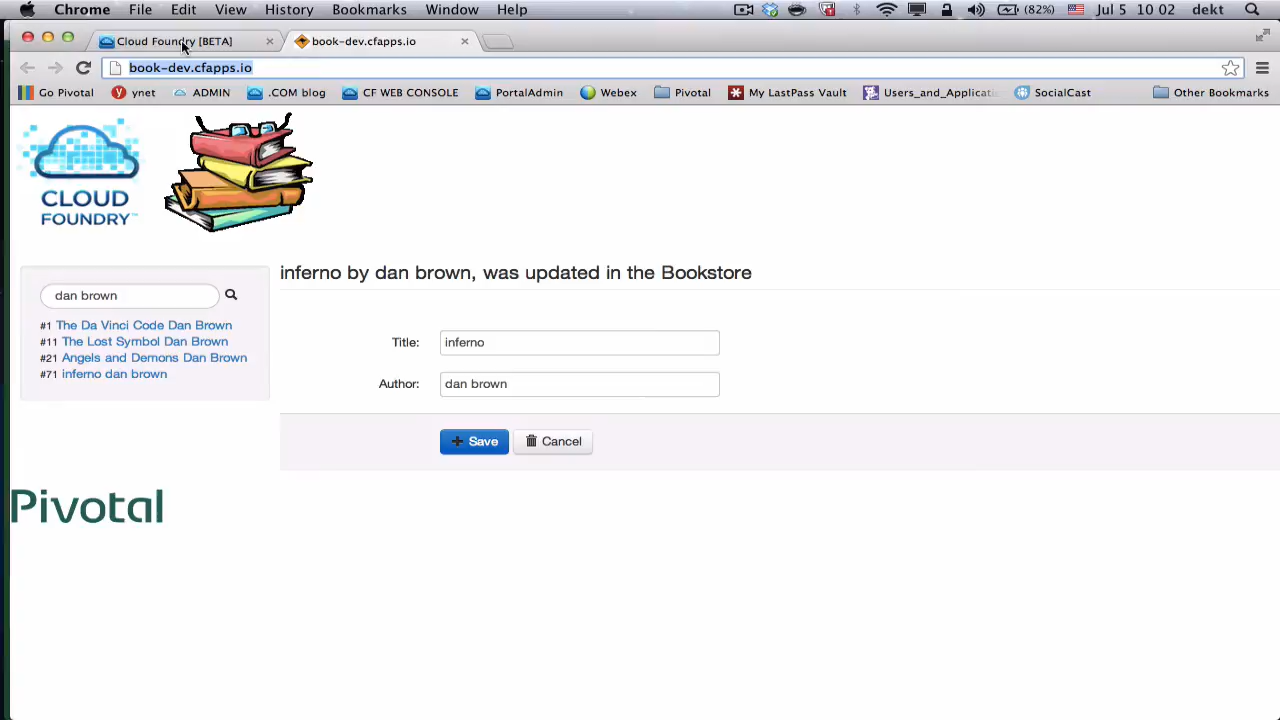 Chrome File Edit View History Bookmarks Window Help (82%) Jul 5 10 02 dekt
Cloud Foundry [BETA] book-dev.cfapps.io
book-dev.cfapps.io
Go Pivotal ynet ADMIN .COM blog CF WEB CONSOLE PortalAdmin Webex Pivotal My LastPass Vault Users_and_Applicati SocialCast Other Bookmarks
CLOUD
FOUNDRY™
inferno by dan brown, was updated in the Bookstore
dan brown
#1 The Da Vinci Code Dan Brown
#11 The Lost Symbol Dan Brown
#21 Angels and Demons Dan Brown
#71 inferno dan brown
Title: inferno
Author: dan brown
Save Cancel
Pivotal